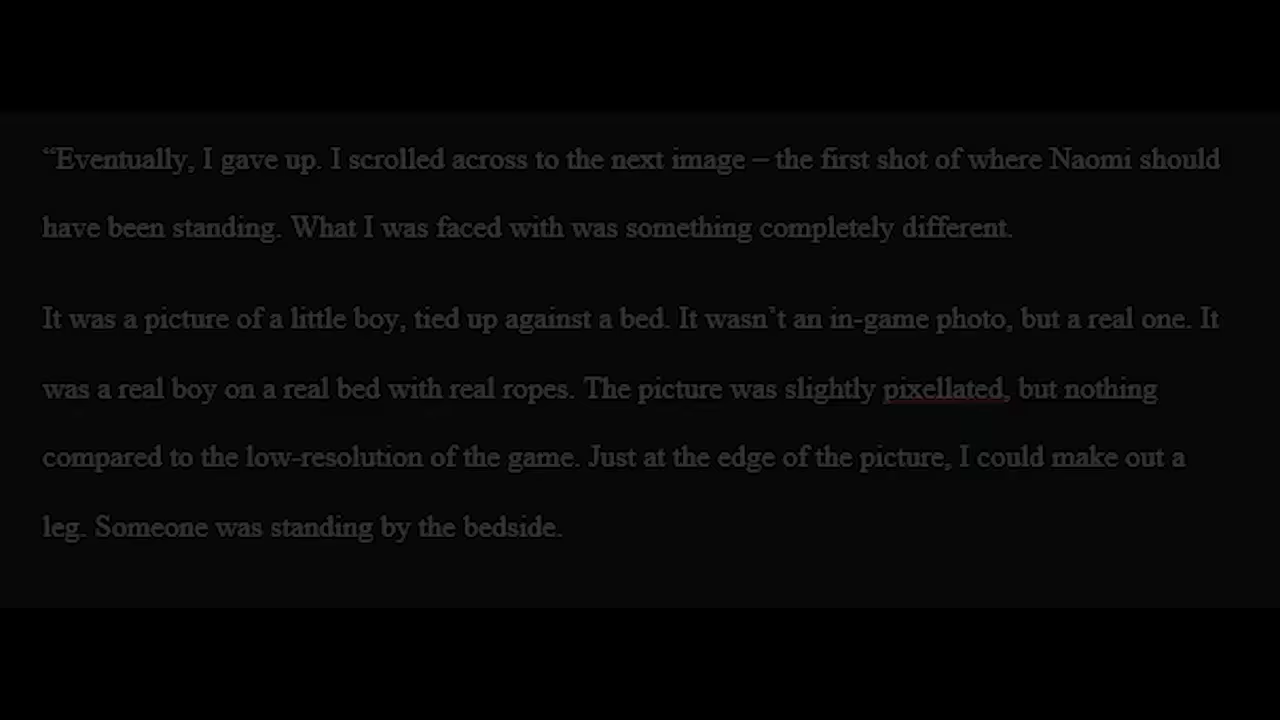 “Eventually, I gave up. I scrolled across to the next image – the first shot of where Naomi should
have been standing. What I was faced with was something completely different.
It was a picture of a little boy, tied up against a bed. It wasn’t an in-game photo, but a real one. It
was a real boy on a real bed with real ropes. The picture was slightly pixellated, but nothing
compared to the low-resolution of the game. Just at the edge of the picture, I could make out a
leg. Someone was standing by the bedside.